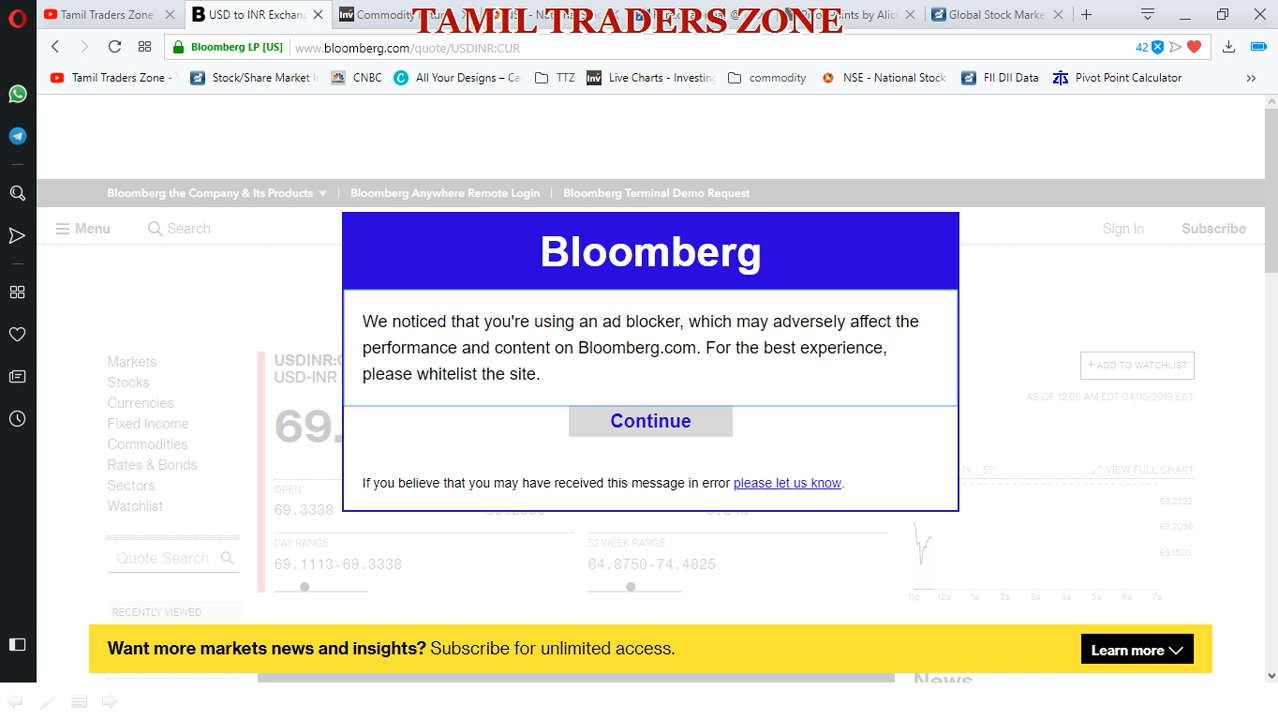 TAMIL TRADERS ZONE
Tamil Traders Zone
USD to INR Exchan
Commodity
Global Stock Marke
Bloomberg LP [US] www.bloomberg.com/quote/USDINR:CUR
42
Tamil Traders Zone - Stock/Share Market CNBC All Your Designs – Ca TTZ Live Charts - Investing commodity NSE - National Stock FII DII Data Pivot Point Calculator
Bloomberg the Company & Its Products | Bloomberg Anywhere Remote Login | Bloomberg Terminal Demo Request
Menu Search Sign In Subscribe
Bloomberg
We noticed that you're using an ad blocker, which may adversely affect the
performance and content on Bloomberg.com. For the best experience,
please whitelist the site.
Continue
If you believe that you may have received this message in error please let us know.
Markets
Stocks
Currencies
Fixed Income
Commodities
Rates & Bonds
Sectors
Watchlist
Quote Search
RECENTLY VIEWED
USDINR:
USD-INR
69.
+ ADD TO WATCHLIST
AS OF 12:06 AM EDT 04/10/2019 EDT
OPEN
69.3338
DAY RANGE
69.1113-69.3338
52 WEEK RANGE
64.8750-74.4825
1Y 5Y VIEW FULL CHART
69.2592
69.2056
69.1520
11p 12a 1a 2a 3a 4a 5a 6a 7a
Want more markets news and insights? Subscribe for unlimited access.
Learn more
News